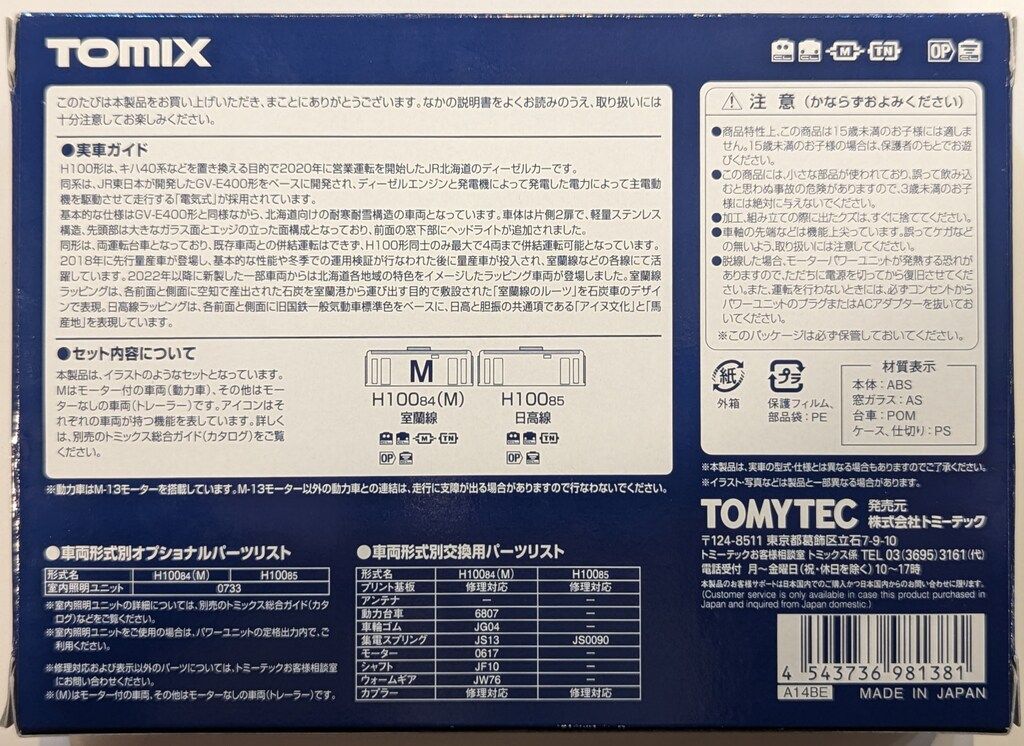 TOMIX
M TN OP CL
このたびは本製品をお買い上げいただき、まことにありがとうございます。なかの説明書をよくお読みのうえ、取り扱いには
十分注意してお楽しみください。
●実車ガイド
H100形は、キハ40系などを置き換える目的で2020年に営業運転を開始したJR北海道のディーゼルカーです。
同系は、JR東日本が開発したGV-E400形をベースに開発され、ディーゼルエンジンと発電機によって発電した電力によって主電動
機を駆動させて走行する「電気式」が採用されています。
基本的な仕様はGV-E400形と同様ながら、北海道向けの耐寒耐雪構造の車両となっています。車体は片側2扉で、軽量ステンレス
構造、先頭部は大きなガラス面とエッジの立った面構成となっており、前面の窓下部にヘッドライトが追加されました。
同形は、両運転台車となっており、既存車両との併結運転はできず、H100形同士のみ最大で4両まで併結運転可能となっています。
2018年に先行量産車が登場し、基本的な性能や冬季での運用検証が行なわれた後に量産車が投入され、室蘭線などの各線にて活
躍しています。2022年以降に新製した一部車両からは北海道各地域の特色をイメージしたラッピング車両が登場しました。室蘭線
ラッピングは、各前面と側面に空知で産出された石炭を室蘭港から運び出す目的で敷設された「室蘭線のルーツ」を石炭車のデザイ
ンで表現。日高線ラッピングは、各前面と側面に旧国鉄一般気動車標準色をベースに、日高と胆振の共通項である「アイヌ文化」と「馬
産地」を表現しています。
●セット内容について
本製品は、イラストのようなセットとなっています。
Mはモーター付の車両(動力車)、その他はモー
ターなしの車両(トレーラー)です。アイコンはそ
れぞれの車両が持つ機能を表しています。詳しく
は、別売のトミックス総合ガイド(カタログ)をご覧
ください。
M
H10084(M) H10085
室蘭線 日高線
※動力車はM-13モーターを搭載しています。M-13モーター以外の動力車との連結は、走行に支障が出る場合がありますので行なわないでください。
●車両形式別オプショナルパーツリスト
形式名 H10084(M) H10085
室内照明ユニット 0733
※室内照明ユニットの詳細については、別売のトミックス総合ガイド(カタ
ログ)などをご覧ください。
※室内照明ユニットをご使用の場合は、パワーユニットの定格出力内で、ご
利用ください。
※修理対応および表示以外のパーツについては、トミーテックお客様相談室
にお問い合わせください。
※(M)はモーター付の車両、その他モーターなしの車両(トレーラー)です。
●車両形式別交換用パーツリスト
形式名 H10084(M) H10085
プリント基板 修理対応 修理対応
アンテナ － －
動力台車 6807 －
車輪ゴム JG04 －
集電スプリング JS13 JS0090
モーター 0617 －
シャフト JF10 －
ウォームギア JW76 －
カプラー 修理対応 修理対応
⚠ 注 意 (かならずおよみください)
●商品特性上、この商品は15歳未満のお子様には適しま
せん。15歳未満のお子様の場合は、保護者のもとでお遊
びください。
●この商品には、小さな部品が使われており、誤って飲み込
むと思わぬ事故の危険がありますので、3歳未満のお子
様には絶対に与えないでください。
●加工、組み立ての際に出たクズは、すぐに捨ててください。
●車軸の先端などは機能上尖っています。誤ってケガなど
の無いよう、取り扱いには注意してください。
●脱線した場合、モーターパワーユニットが発熱する恐れが
ありますので、ただちに電源を切ってから復旧させてくだ
さい。また、運転を行わないときには、必ずコンセントから
パワーユニットのプラグまたはACアダプターを抜いてお
いてください。
※このパッケージは必ず保管しておいてください。
紙
外箱
プラ
保護フィルム、
部品袋：PE
材質表示
本体：ABS
窓ガラス：AS
台車：POM
ケース、仕切り：PS
※本製品は、実車の型式・仕様とは異なる場合もありますのでご了承ください。
※イラスト・写真などは製品と一部異なる場合があります。
TOMYTEC 発売元 株式会社トミーテック
〒124-8511 東京都葛飾区立石7-9-10
トミーテックお客様相談室 トミックス係 TEL 03(3695)3161(代)
電話受付 月～金曜日(祝・休日を除く) 10～17時
本製品のお客様サポートは日本国内でのご購入かつ日本国内からのお問い合わせに限ります。
(Customer service is only available in case this product purchased in
Japan and inquired from Japan domestic.)
4 543736 981381
A14BE MADE IN JAPAN